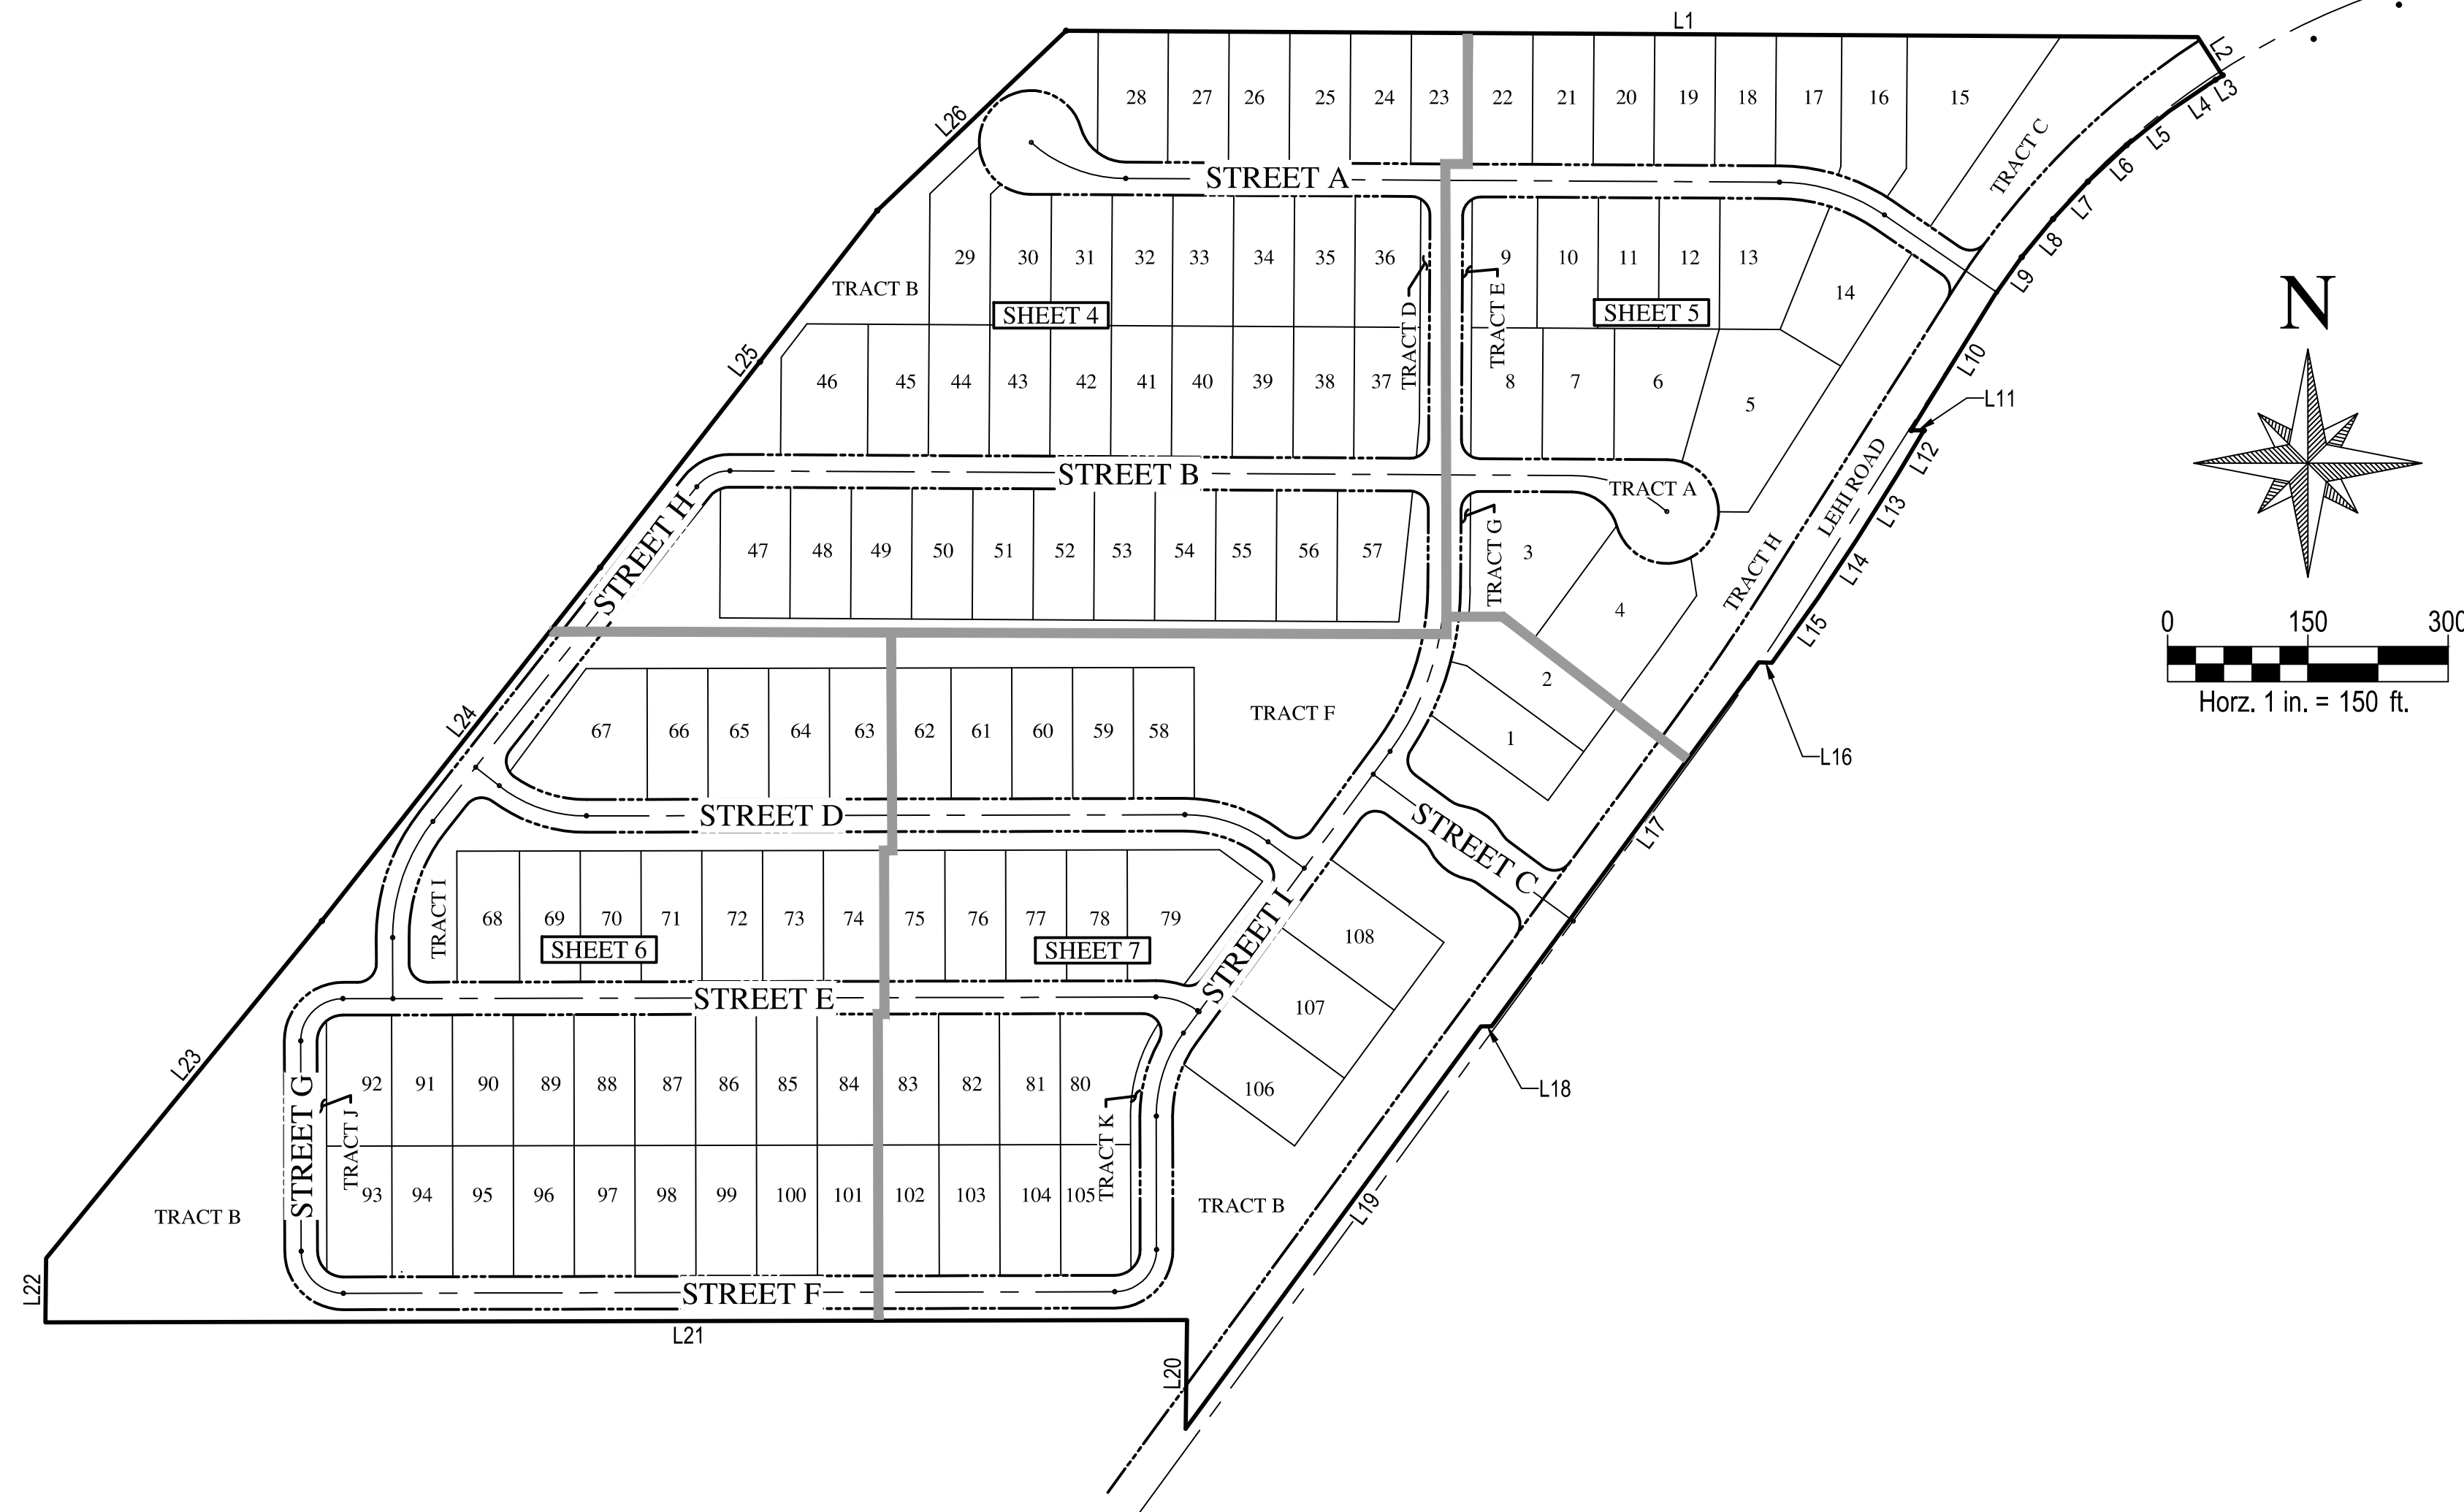 L1
L2
28 27 26 25 24 23 22 21 20 19 18 17 16 15
L3
L4
L5
L6
L26
TRACT C
STREET A
L7
L8
L9
29 30 31 32 33 34 35 36 9 10 11 12 13 14
TRACT B
SHEET 4
TRACT D
TRACT E
SHEET 5
N
L25
L10
46 45 44 43 42 41 40 39 38 37 8 7 6 5
L11
L12
STREET B
TRACT A
LEHI ROAD
L13
STREET H
47 48 49 50 51 52 53 54 55 56 57 3
TRACT G
TRACT H
L14
4
L15
0 150 300
Horz. 1 in. = 150 ft.
2
L24
67 66 65 64 63 62 61 60 59 58
TRACT F
1
L16
STREET D
STREET C
L17
TRACT I
68 69 70 71 72 73 74 75 76 77 78 79
SHEET 6
SHEET 7
STREET I
108
STREET E
107
L23
92 91 90 89 88 87 86 85 84 83 82 81 80
106
L18
STREET G
TRACT J
TRACT K
93 94 95 96 97 98 99 100 101 102 103 104 105
TRACT B
TRACT B
L19
L22
STREET F
L21
L20